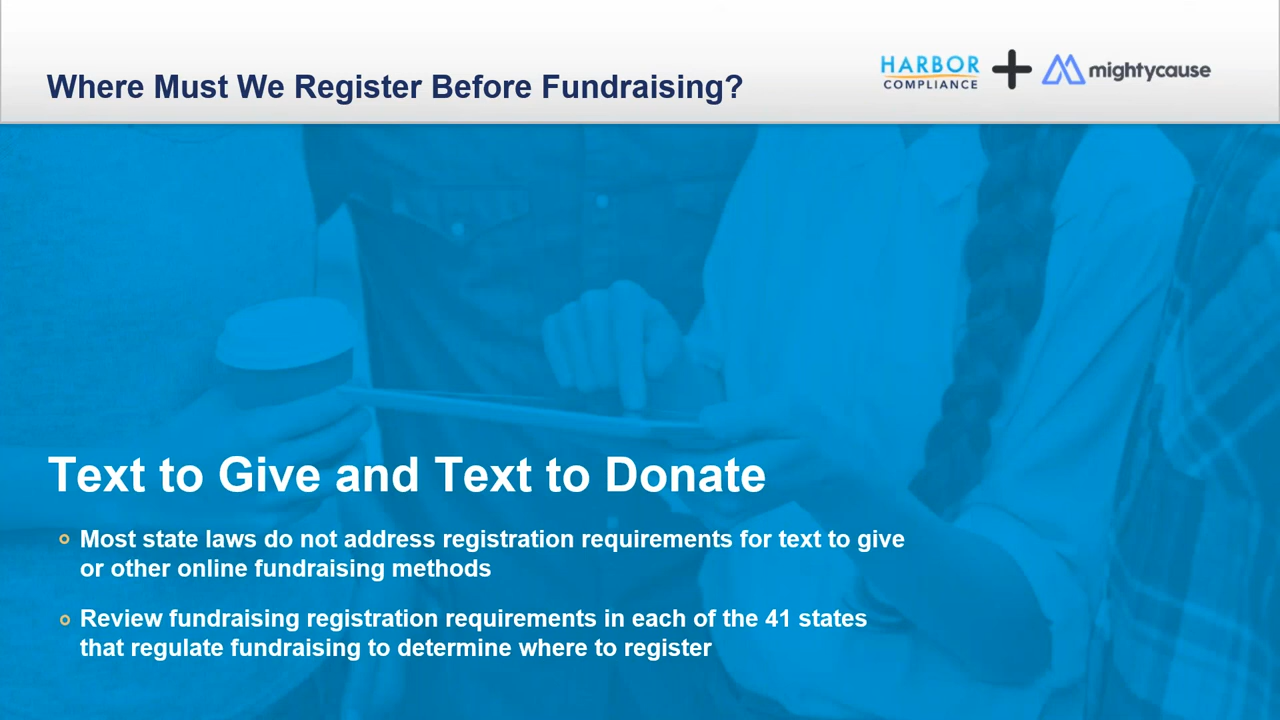 Where Must We Register Before Fundraising?
HARBOR
COMPLIANCE
+
mightycause
Text to Give and Text to Donate
Most state laws do not address registration requirements for text to give
or other online fundraising methods
Review fundraising registration requirements in each of the 41 states
that regulate fundraising to determine where to register